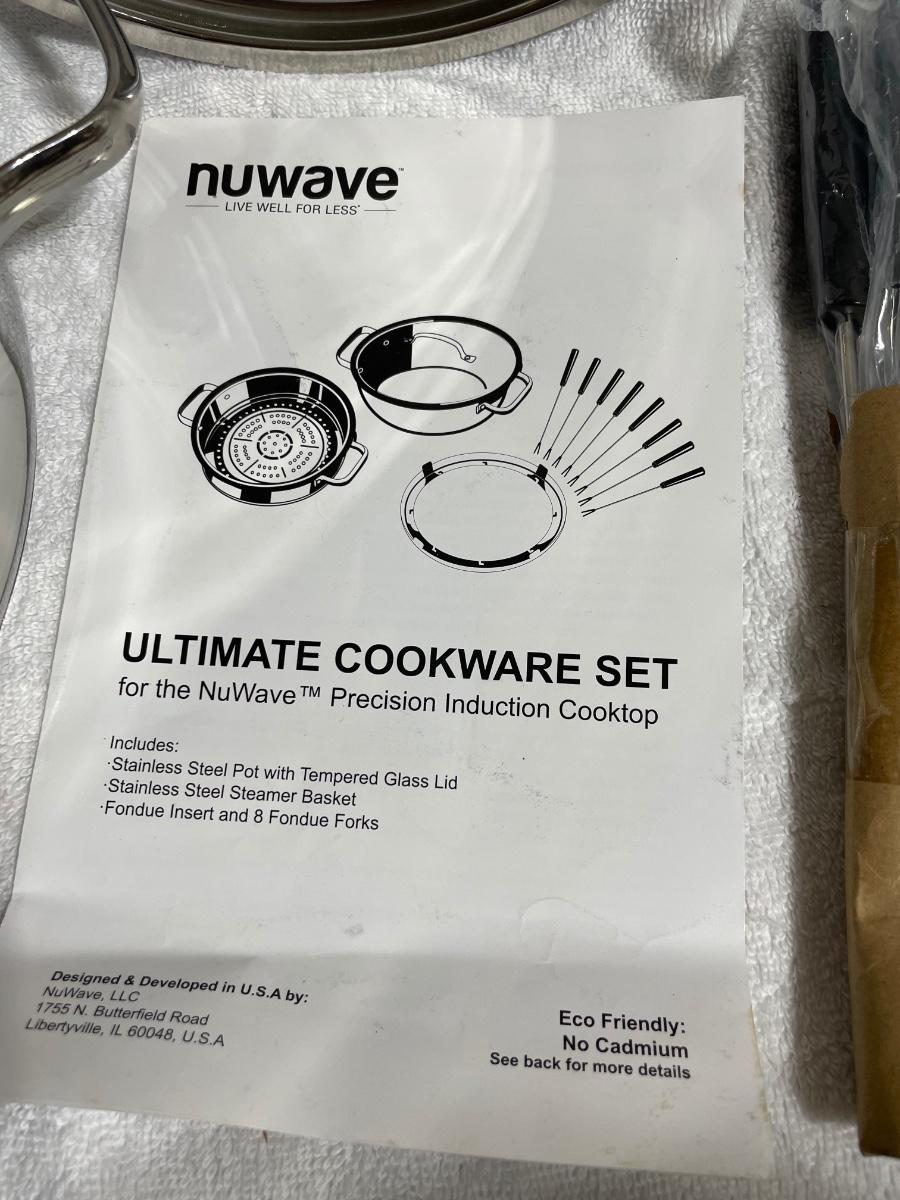 nuwave™
LIVE WELL FOR LESS®
ULTIMATE COOKWARE SET
for the NuWave™ Precision Induction Cooktop
Includes:
·Stainless Steel Pot with Tempered Glass Lid
·Stainless Steel Steamer Basket
·Fondue Insert and 8 Fondue Forks
Designed & Developed in U.S.A by:
NuWave, LLC
1755 N. Butterfield Road
Libertyville, IL 60048, U.S.A
Eco Friendly:
No Cadmium
See back for more details